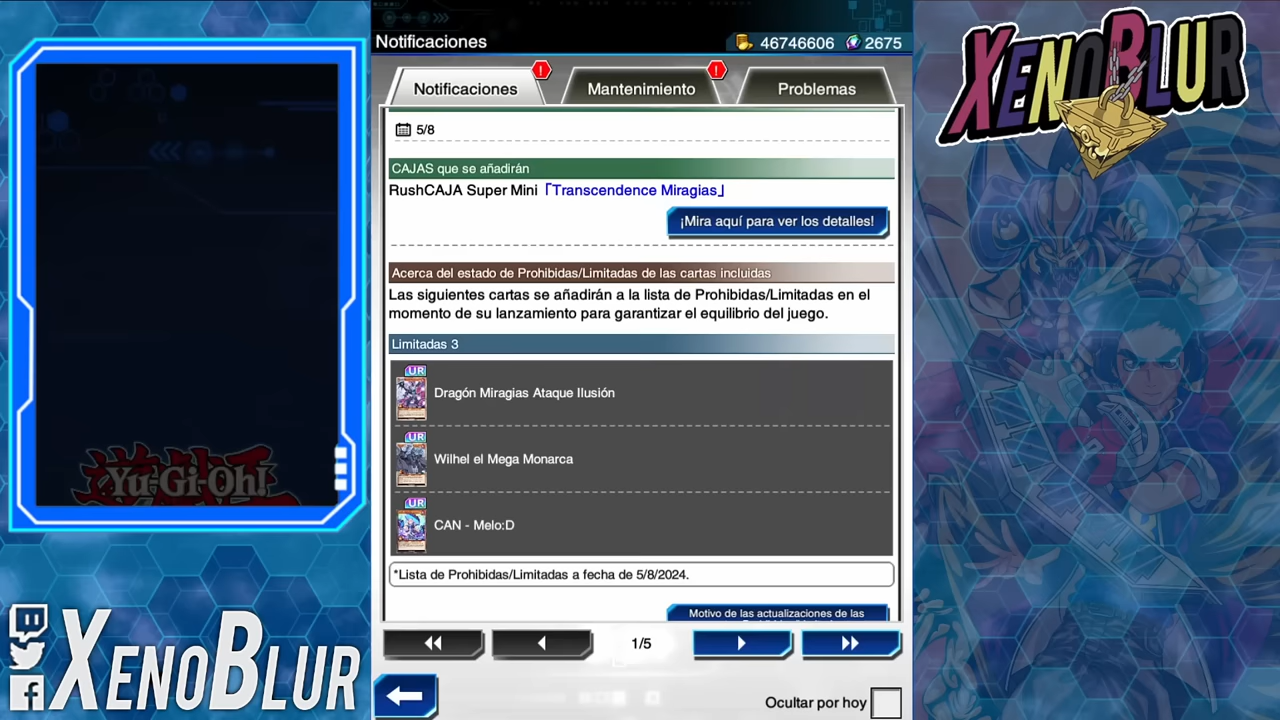 Notificaciones
46746606
2675
XENOBLUR
Notificaciones
!
Mantenimiento
!
Problemas
5/8
CAJAS que se añadirán
RushCAJA Super Mini「Transcendence Miragias」
¡Mira aquí para ver los detalles!
Acerca del estado de Prohibidas/Limitadas de las cartas incluidas
Las siguientes cartas se añadirán a la lista de Prohibidas/Limitadas en el
momento de su lanzamiento para garantizar el equilibrio del juego.
Limitadas 3
UR
Dragón Miragias Ataque Ilusión
UR
Wilhel el Mega Monarca
UR
CAN - Melo:D
*Lista de Prohibidas/Limitadas a fecha de 5/8/2024.
Motivo de las actualizaciones de las
1/5
Ocultar por hoy
Yu-Gi-Oh!
XENOBLUR